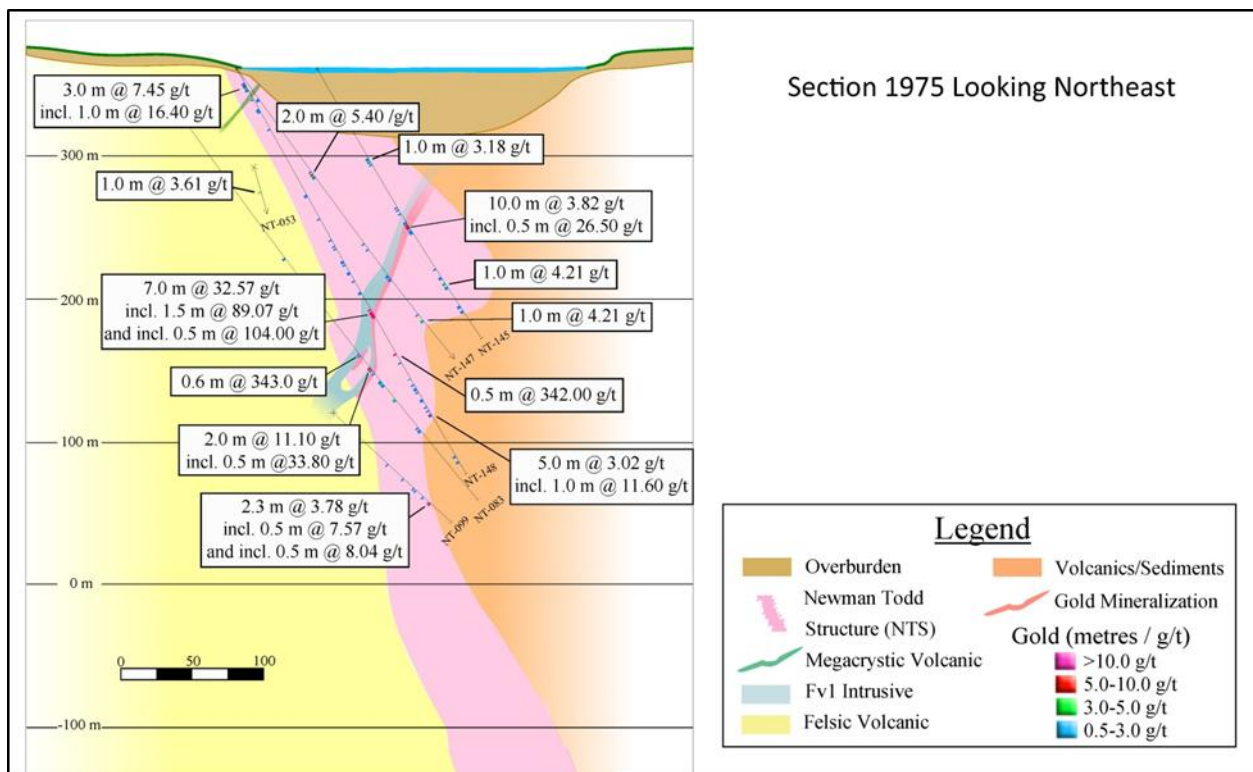 Section 1975 Looking Northeast
3.0 m @ 7.45 g/t
incl. 1.0 m @ 16.40 g/t
2.0 m @ 5.40 /g/t
1.0 m @ 3.18 g/t
300 m
1.0 m @ 3.61 g/t
NT-053
10.0 m @ 3.82 g/t
incl. 0.5 m @ 26.50 g/t
1.0 m @ 4.21 g/t
7.0 m @ 32.57 g/t
incl. 1.5 m @ 89.07 g/t
and incl. 0.5 m @ 104.00 g/t
200 m
1.0 m @ 4.21 g/t
NT-145
NT-147
0.6 m @ 343.0 g/t
0.5 m @ 342.00 g/t
100 m
2.0 m @ 11.10 g/t
incl. 0.5 m @33.80 g/t
5.0 m @ 3.02 g/t
incl. 1.0 m @ 11.60 g/t
NT-148
NT-083
NT-099
2.3 m @ 3.78 g/t
incl. 0.5 m @ 7.57 g/t
and incl. 0.5 m @ 8.04 g/t
0 m
0 50 100
-100 m
Legend
Overburden
Newman Todd
Structure (NTS)
Megacrystic Volcanic
Fv1 Intrusive
Felsic Volcanic
Volcanics/Sediments
Gold Mineralization
Gold (metres / g/t)
>10.0 g/t
5.0-10.0 g/t
3.0-5.0 g/t
0.5-3.0 g/t